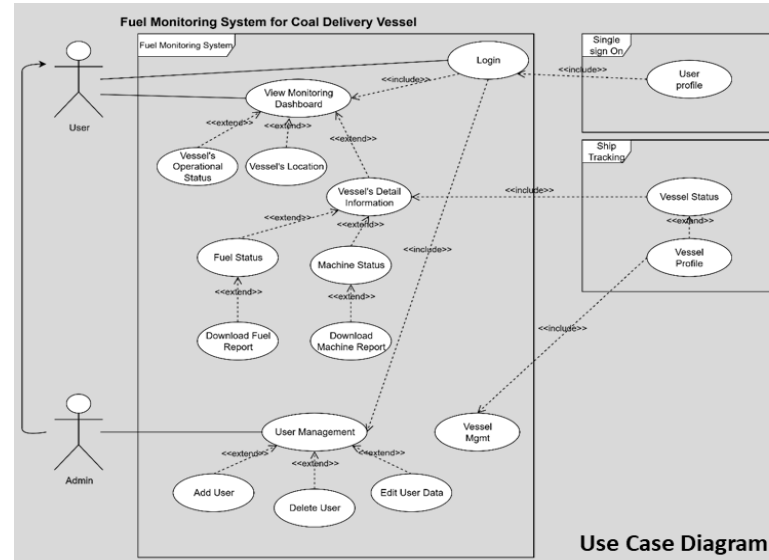 Fuel Monitoring System for Coal Delivery Vessel
Fuel Monitoring System
Single
sign On
Login
<<include>>
<<include>>
User
profile
View Monitoring
Dashboard
User
<<extend>>
<<extend>>
<<extend>>
Ship
Tracking
Vessel's
Operational
Status
Vessel's Location
Vessel's Detail
Information
<<include>>
Vessel Status
<<extend>>
<<extend>>
<<extend>>
<<include>>
Fuel Status
Machine Status
Vessel
Profile
<<extend>>
<<extend>>
<<include>>
Download Fuel
Report
Download
Machine Report
User Management
Vessel
Mgmt
Admin
<<extend>>
<<extend>>
<<extend>>
Add User
Delete User
Edit User Data
Use Case Diagram